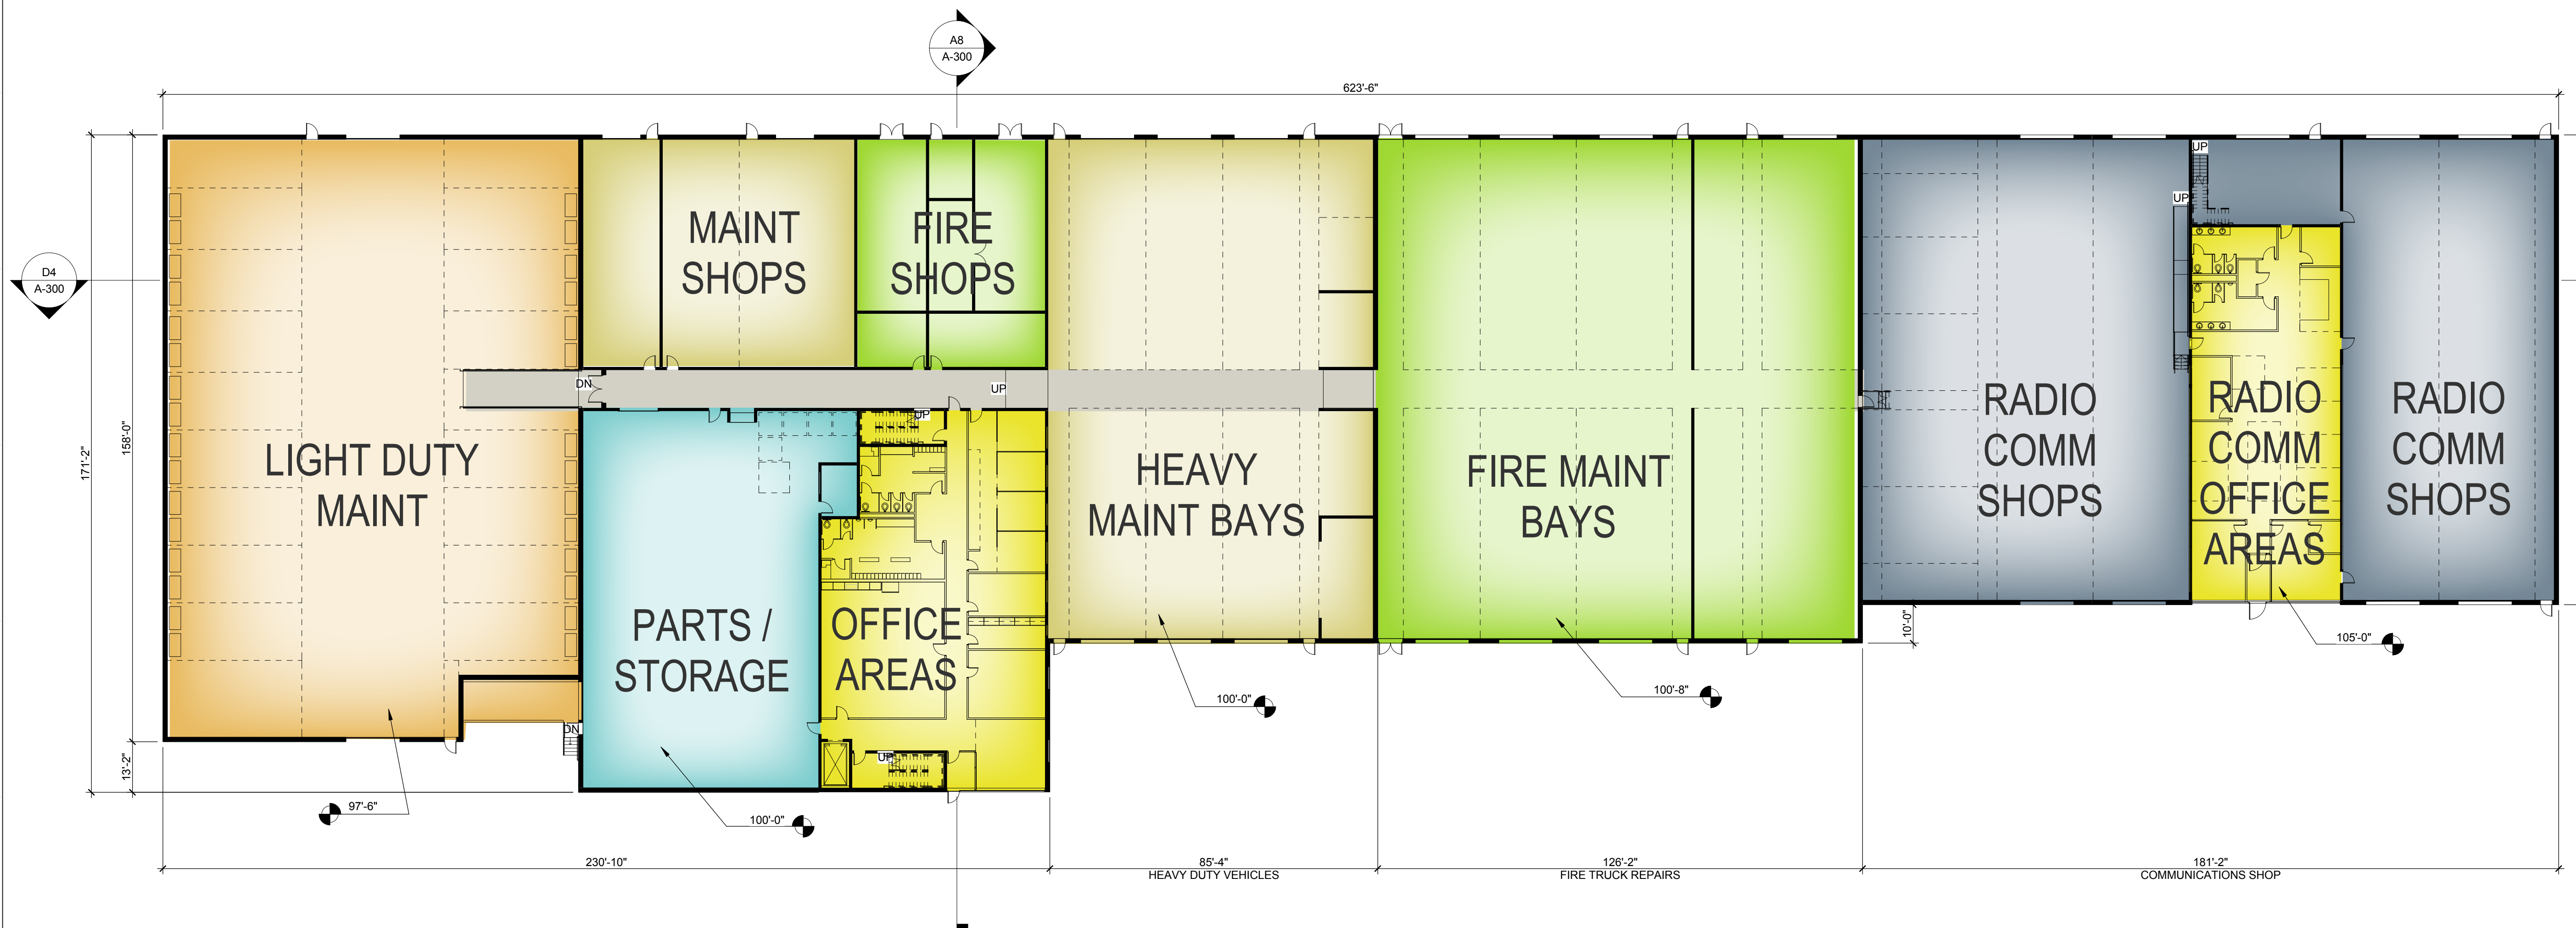 A8
A-300
623'-6"
UP
UP
MAINT
SHOPS
FIRE
SHOPS
D4
A-300
DN
UP
171'-2"
158'-0"
LIGHT DUTY
MAINT
UP
HEAVY
MAINT BAYS
FIRE MAINT
BAYS
RADIO
COMM
SHOPS
RADIO
COMM
OFFICE
AREAS
RADIO
COMM
SHOPS
PARTS /
STORAGE
OFFICE
AREAS
10'-0"
105'-0"
100'-0"
100'-8"
DN
UP
13'-2"
97'-6"
100'-0"
230'-10"
85'-4"
HEAVY DUTY VEHICLES
126'-2"
FIRE TRUCK REPAIRS
181'-2"
COMMUNICATIONS SHOP